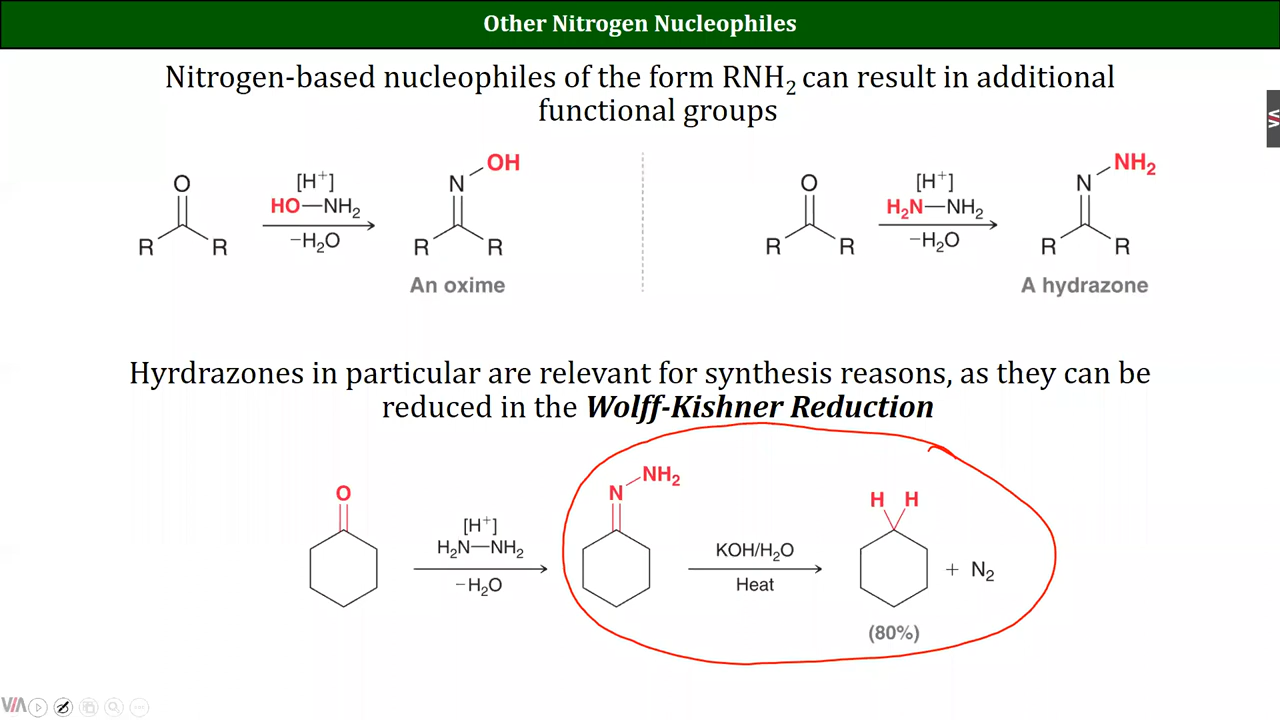 Other Nitrogen Nucleophiles
Nitrogen-based nucleophiles of the form RNH₂ can result in additional
functional groups
O
R R
[H⁺]
HO—NH₂
−H₂O
N OH
R R
An oxime
O
R R
[H⁺]
H₂N—NH₂
−H₂O
N NH₂
R R
A hydrazone
Hyrdrazones in particular are relevant for synthesis reasons, as they can be
reduced in the Wolff-Kishner Reduction
O
[H⁺]
H₂N—NH₂
−H₂O
N NH₂
KOH/H₂O
Heat
H H
+ N₂
(80%)
VIA
VIA